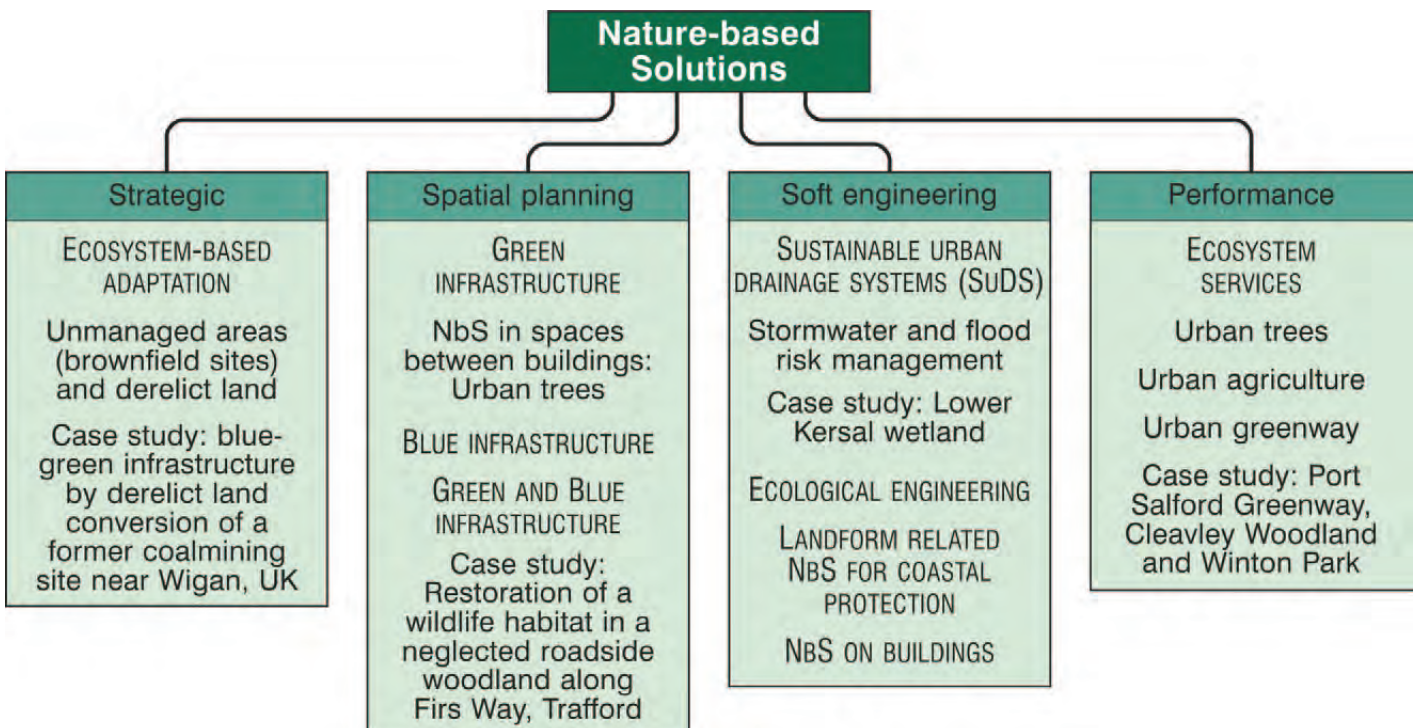 Nature-based
Solutions
Strategic
ECOSYSTEM-BASED
ADAPTATION
Unmanaged areas
(brownfield sites)
and derelict land
Case study: blue-
green infrastructure
by derelict land
conversion of a
former coalmining
site near Wigan, UK
Spatial planning
GREEN
INFRASTRUCTURE
NbS in spaces
between buildings:
Urban trees
BLUE INFRASTRUCTURE
GREEN AND BLUE
INFRASTRUCTURE
Case study:
Restoration of a
wildlife habitat in a
neglected roadside
woodland along
Firs Way, Trafford
Soft engineering
SUSTAINABLE URBAN
DRAINAGE SYSTEMS (SUDS)
Stormwater and flood
risk management
Case study: Lower
Kersal wetland
ECOLOGICAL ENGINEERING
LANDFORM RELATED
NBS FOR COASTAL
PROTECTION
NBS ON BUILDINGS
Performance
ECOSYSTEM
SERVICES
Urban trees
Urban agriculture
Urban greenway
Case study: Port
Salford Greenway,
Cleavley Woodland
and Winton Park